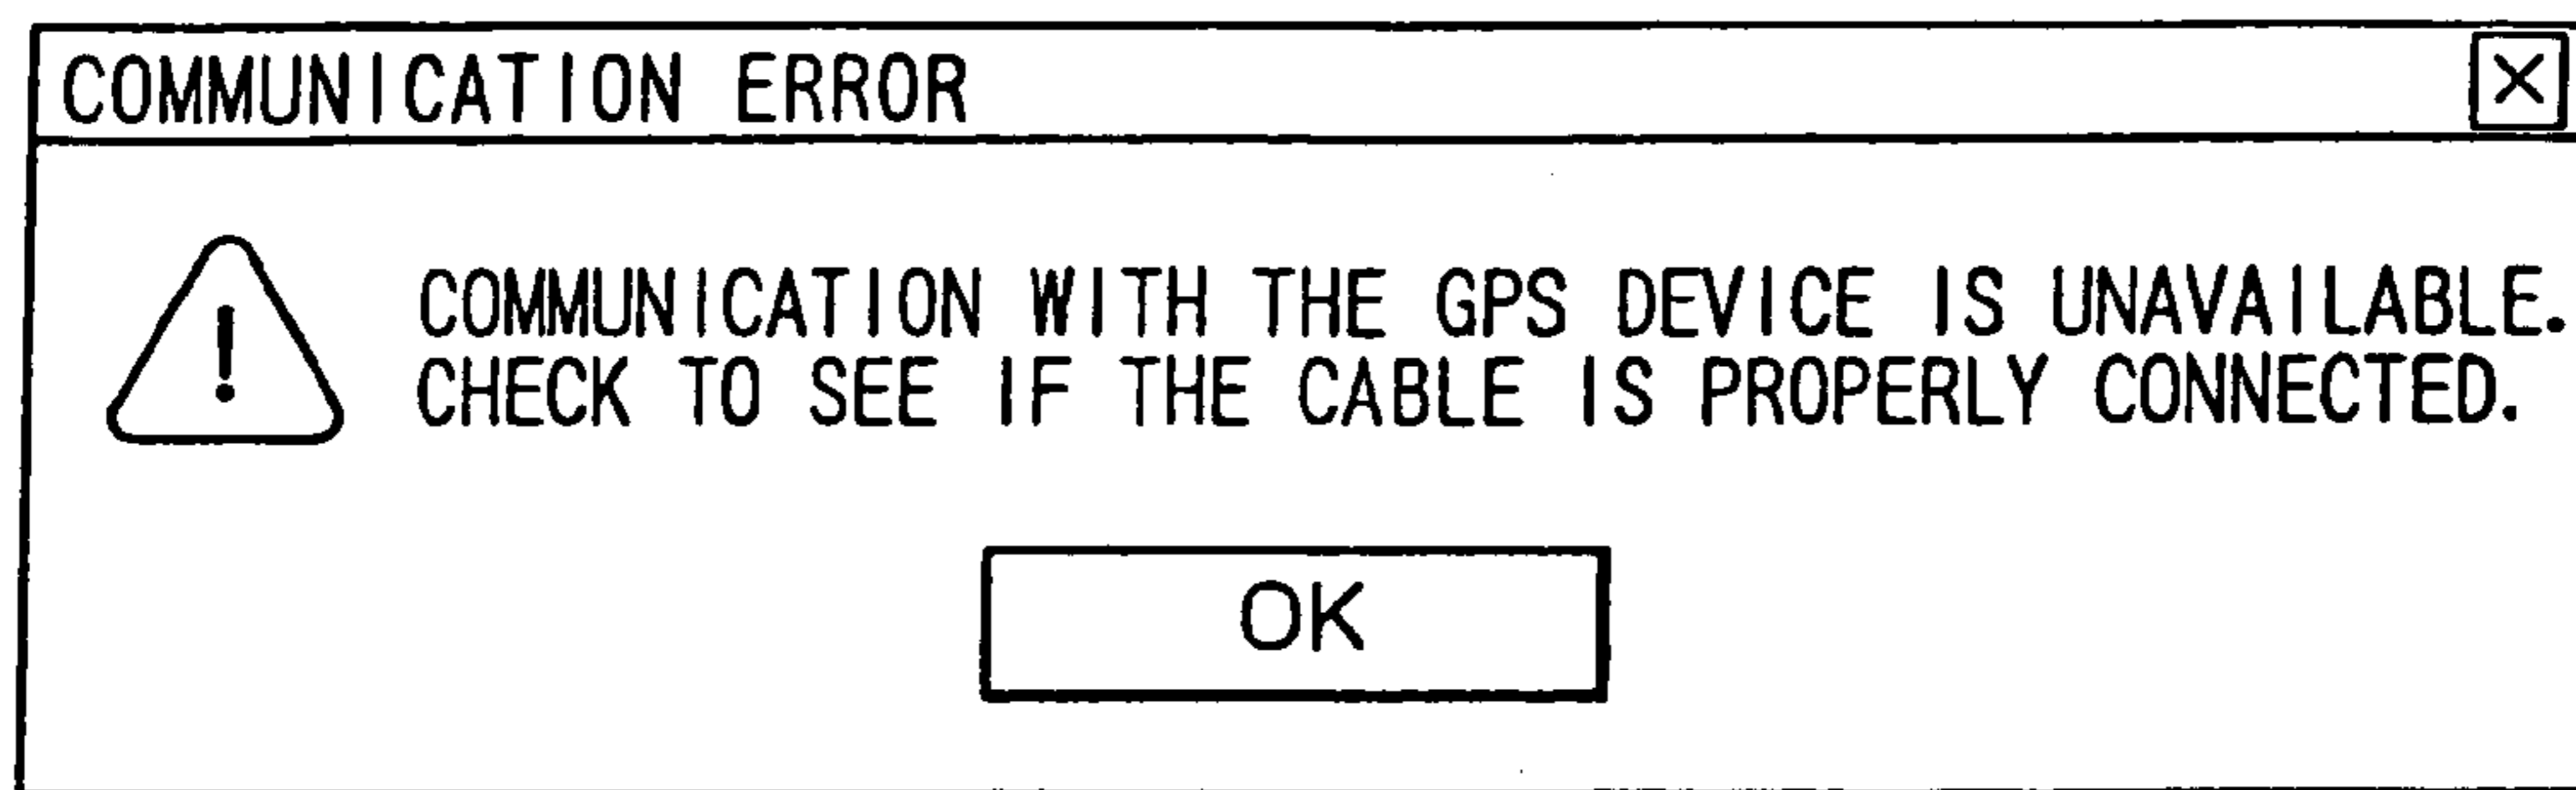 COMMUNICATION ERROR
COMMUNICATION WITH THE GPS DEVICE IS UNAVAILABLE.
CHECK TO SEE IF THE CABLE IS PROPERLY CONNECTED.
OK